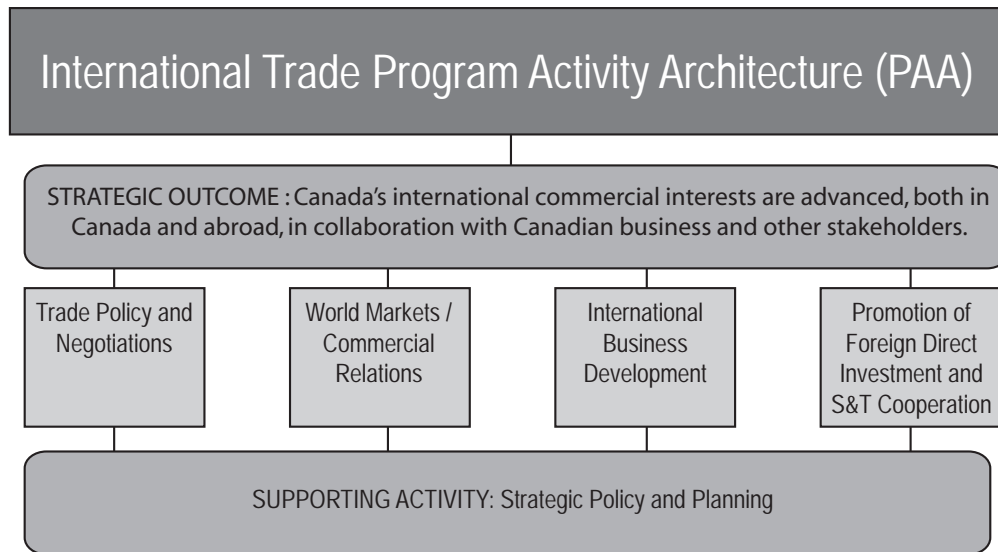 International Trade Program Activity Architecture (PAA)
STRATEGIC OUTCOME : Canada's international commercial interests are advanced, both in
Canada and abroad, in collaboration with Canadian business and other stakeholders.
Trade Policy and
Negotiations
World Markets /
Commercial
Relations
International
Business
Development
Promotion of
Foreign Direct
Investment and
S&T Cooperation
SUPPORTING ACTIVITY: Strategic Policy and Planning